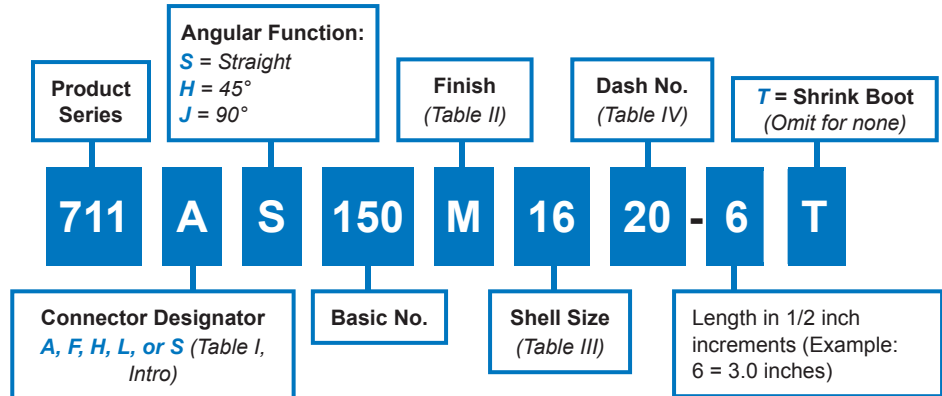 Angular Function:
S = Straight
H = 45°
J = 90°
Product
Series
Finish
(Table II)
Dash No.
(Table IV)
T = Shrink Boot
(Omit for none)
711 A S 150 M 16 20 - 6 T
Connector Designator
A, F, H, L, or S (Table I,
Intro)
Basic No.
Shell Size
(Table III)
Length in 1/2 inch
increments (Example:
6 = 3.0 inches)